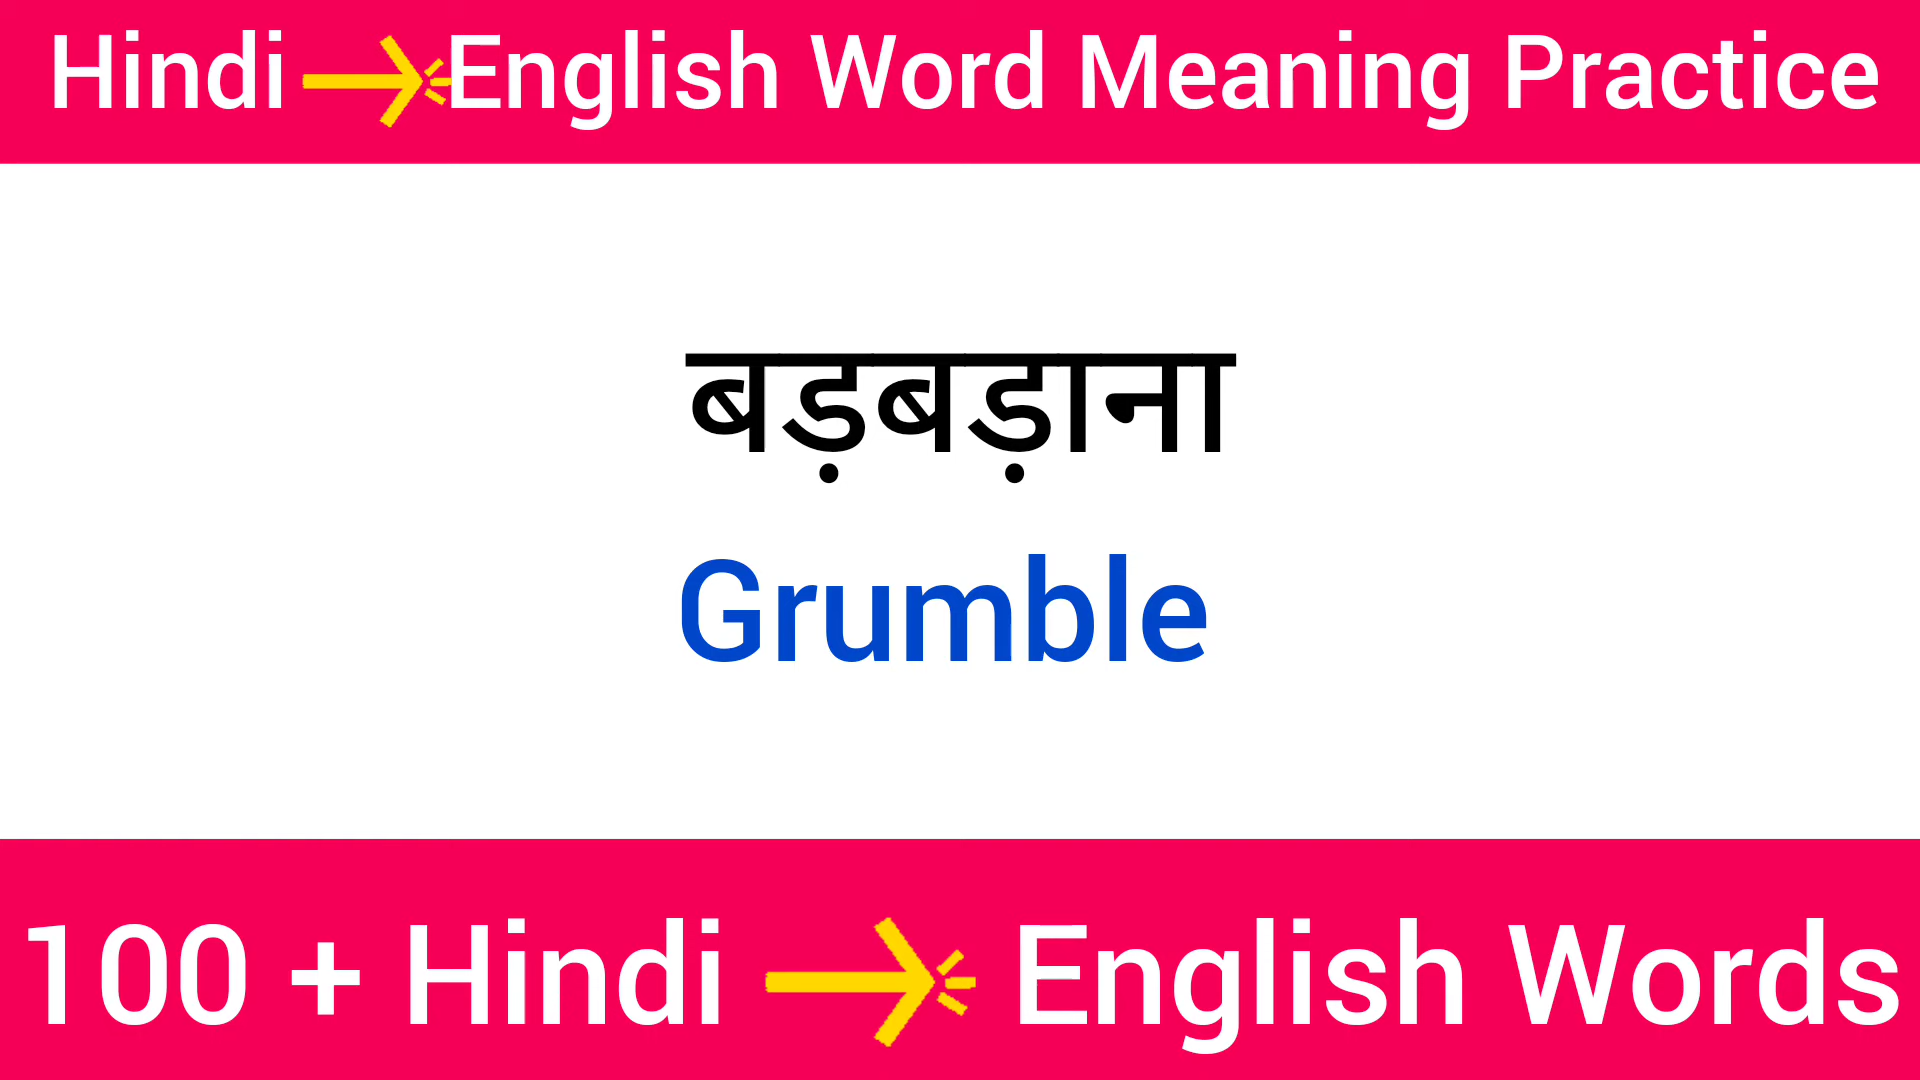 Hindi English Word Meaning Practice
बड़बड़ाना
Grumble
100 + Hindi English Words